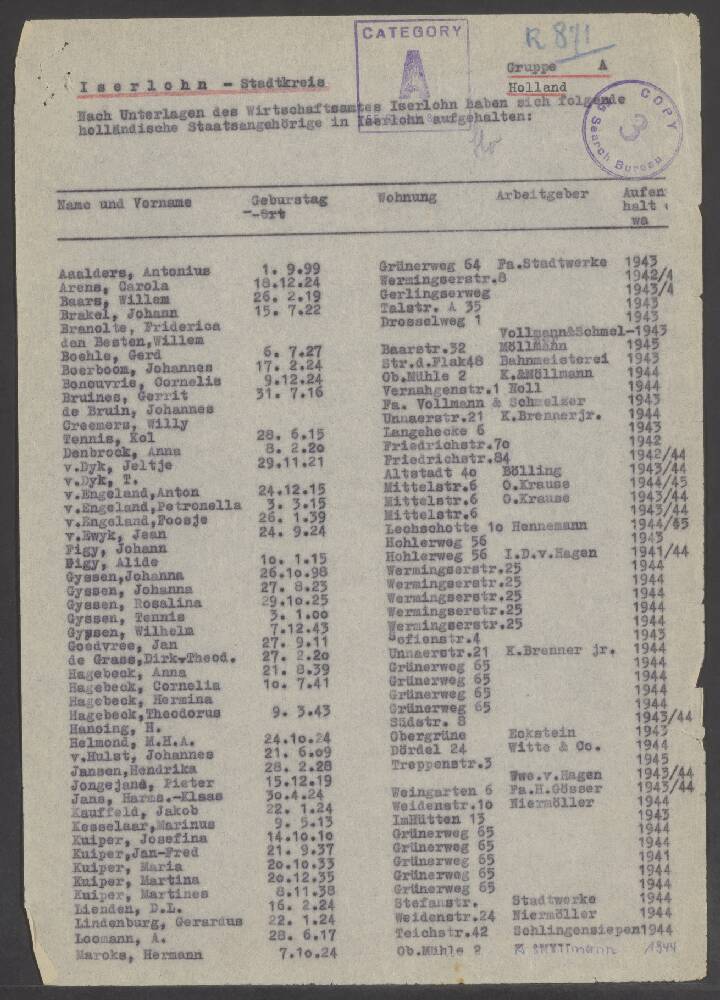 CATEGORY
A
R 871
Gruppe A
Iserlohn - Stadtkreis
Holland
COPY
3
Search Bureau
Nach Unterlagen des Wirtschaftsamtes Iserlohn haben sich folgende
holländische Staatsangehörige in Iserlohn aufgehalten:
Name und Vorname Geburstag Wohnung Arbeitgeber Aufen
-Ort halt
wa
Aaalders, Antonius 1. 9.99 Grünerweg 64 Fa.Stadtwerke 1943
Arens, Carola 18.12.24 Wermingserstr.8 1942/4
Baars, Willem 26. 2.19 Gerlingserweg 1943/4
Brakel, Johann 15. 7.22 Talstr. A 35 1943
Branolte, Friderica Drosselweg 1 1943
den Besten,Willem Vollmann&Schmel-1943
Boehle, Gerd 6. 7.27 Baarstr.32 Möllmann 1945
Boerboom, Johannes 17. 2.24 Str.d.Flak48 Bahnmeisterei 1943
Bonouvrie, Cornelis 9.12.24 Ob.Mühle 2 K.&Möllmann 1944
Bruines, Gerrit 31. 7.16 Vernahgenstr.1 Noll 1944
de Bruin, Johannes Fa. Vollmann & Schmelzer 1943
Creemers, Willy Unnaerstr.21 K.Brennerjr. 1944
Tennis, Kol 28. 6.15 Langehecke 6 1943
Denbrock, Anna 8. 2.2o Friedrichstr.7o 1942
v.Dyk, Jeltje 29.11.21 Friedrichstr.84 1942/44
v.Dyk, T. Altstadt 4o Bölling 1943/44
v.Engeland,Anton 24.12.15 Mittelstr.6 O.Krause 1944/45
v.Engeland,Petronella 3. 3.15 Mittelstr.6 O.Krause 1943/44
v.Engeland,Foosje 26. 1.39 Mittelstr.6 1943/44
v.Ewyk, Jean 24. 9.24 Lechschotte 1o Hennemann 1944/45
Figy, Johann Hohlerweg 56 1943
Figy, Alide 1o. 1.15 Hohlerweg 56 I.D.v.Hagen 1941/44
Gyssen,Johanna 26.1o.98 Wermingserstr.25 1944
Gyssen, Johanna 27. 8.23 Wermingserstr.25 1944
Gyssen, Rosalina 29.1o.25 Wermingserstr.25 1944
Gyssen, Tennis 3. 1.oo Wermingserstr.25 1944
Gyssen, Wilhelm 7.12.43 Wermingserstr.25 1944
Goedvree, Jan 27. 9.11 Sofienstr.4 1944
de Grass,Dirk-Theod. 27. 2.2o Unnaerstr.21 K.Brenner jr. 1944
Hagebeck, Anna 21. 8.39 Grünerweg 65 1944
Hagebeck, Cornelia 1o. 7.41 Grünerweg 65 1944
Hagebeck, Hermina Grünerweg 65 1944
Hagebeck,Theodorus 9. 3.43 Grünerweg 65 1944
Hanoing, H. Südstr. 8 1943/44
Helmond, M.H.A. 24.1o.24 Obergrüne Eckstein 1943
v.Hulst, Johannes 21. 6.o9 Dördel 24 Witte & Co. 1944
Jansen,Hendrika 28. 2.28 Treppenstr.3 1945
Jongejans, Pieter 15.12.19 Wwe.v.Hagen 1943/44
Jans, Harms.-Klaas 3o.4.24 Weingarten 6 Fa.H.Gösser 1943/44
Kauffeld, Jakob 22. 1.24 Weidenstr.1o Niermöller 1944
Kesselaar,Marinus 9. 5.13 ImHütten 13 1943
Kuiper, Josefina 14.1o.1o Grünerweg 65 1944
Kuiper,Jan-Fred 21. 9.37 Grünerweg 65 1944
Kuiper, Maria 2o.1o.33 Grünerweg 65 1941
Kuiper, Martina 2o.12.35 Grünerweg 65 1944
Kuiper, Martines 8.11.38 Grünerweg 65 1944
Lienden, D.L. 16. 2.24 Stefanstr. Stadtwerke 1944
Lindenburg, Gerardus 22. 1.24 Weidenstr.24 Niermöller 1944
Loomann, A. 28. 6.17 Teichstr.42 Schlingensiepen1944
Maroks, Hermann 7.1o.24 Ob.Mühle 2 1944